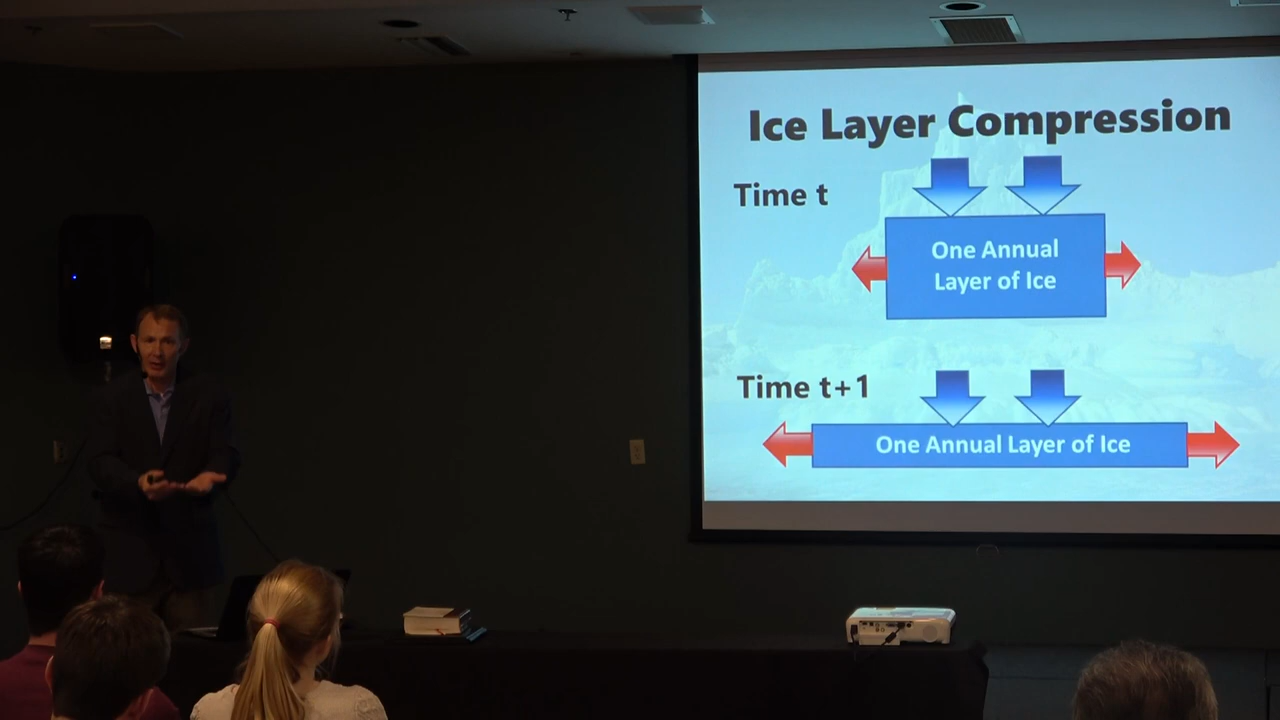 Ice Layer Compression
Time t
One Annual
Layer of Ice
Time t+1
One Annual Layer of Ice